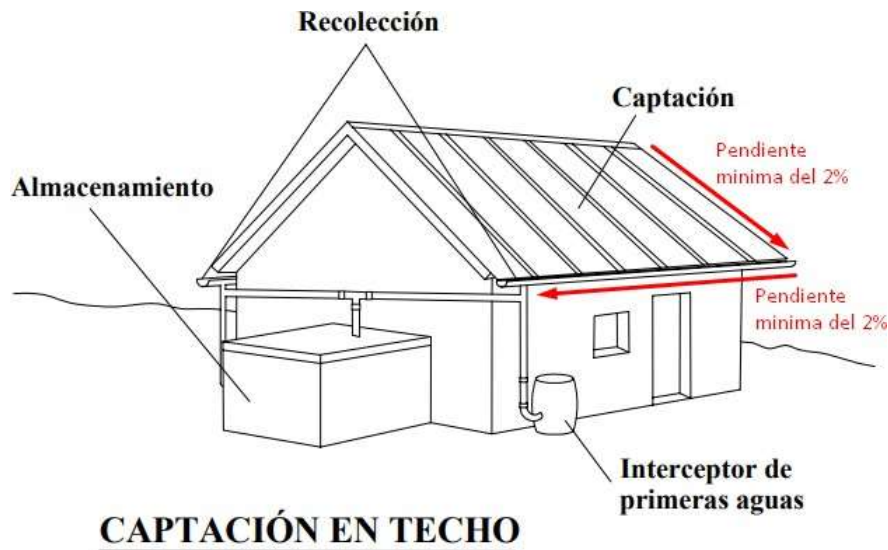 Recolección
Captación
Pendiente
minima del 2%
Almacenamiento
Pendiente
minima del 2%
Interceptor de
primeras aguas
CAPTACIÓN EN TECHO